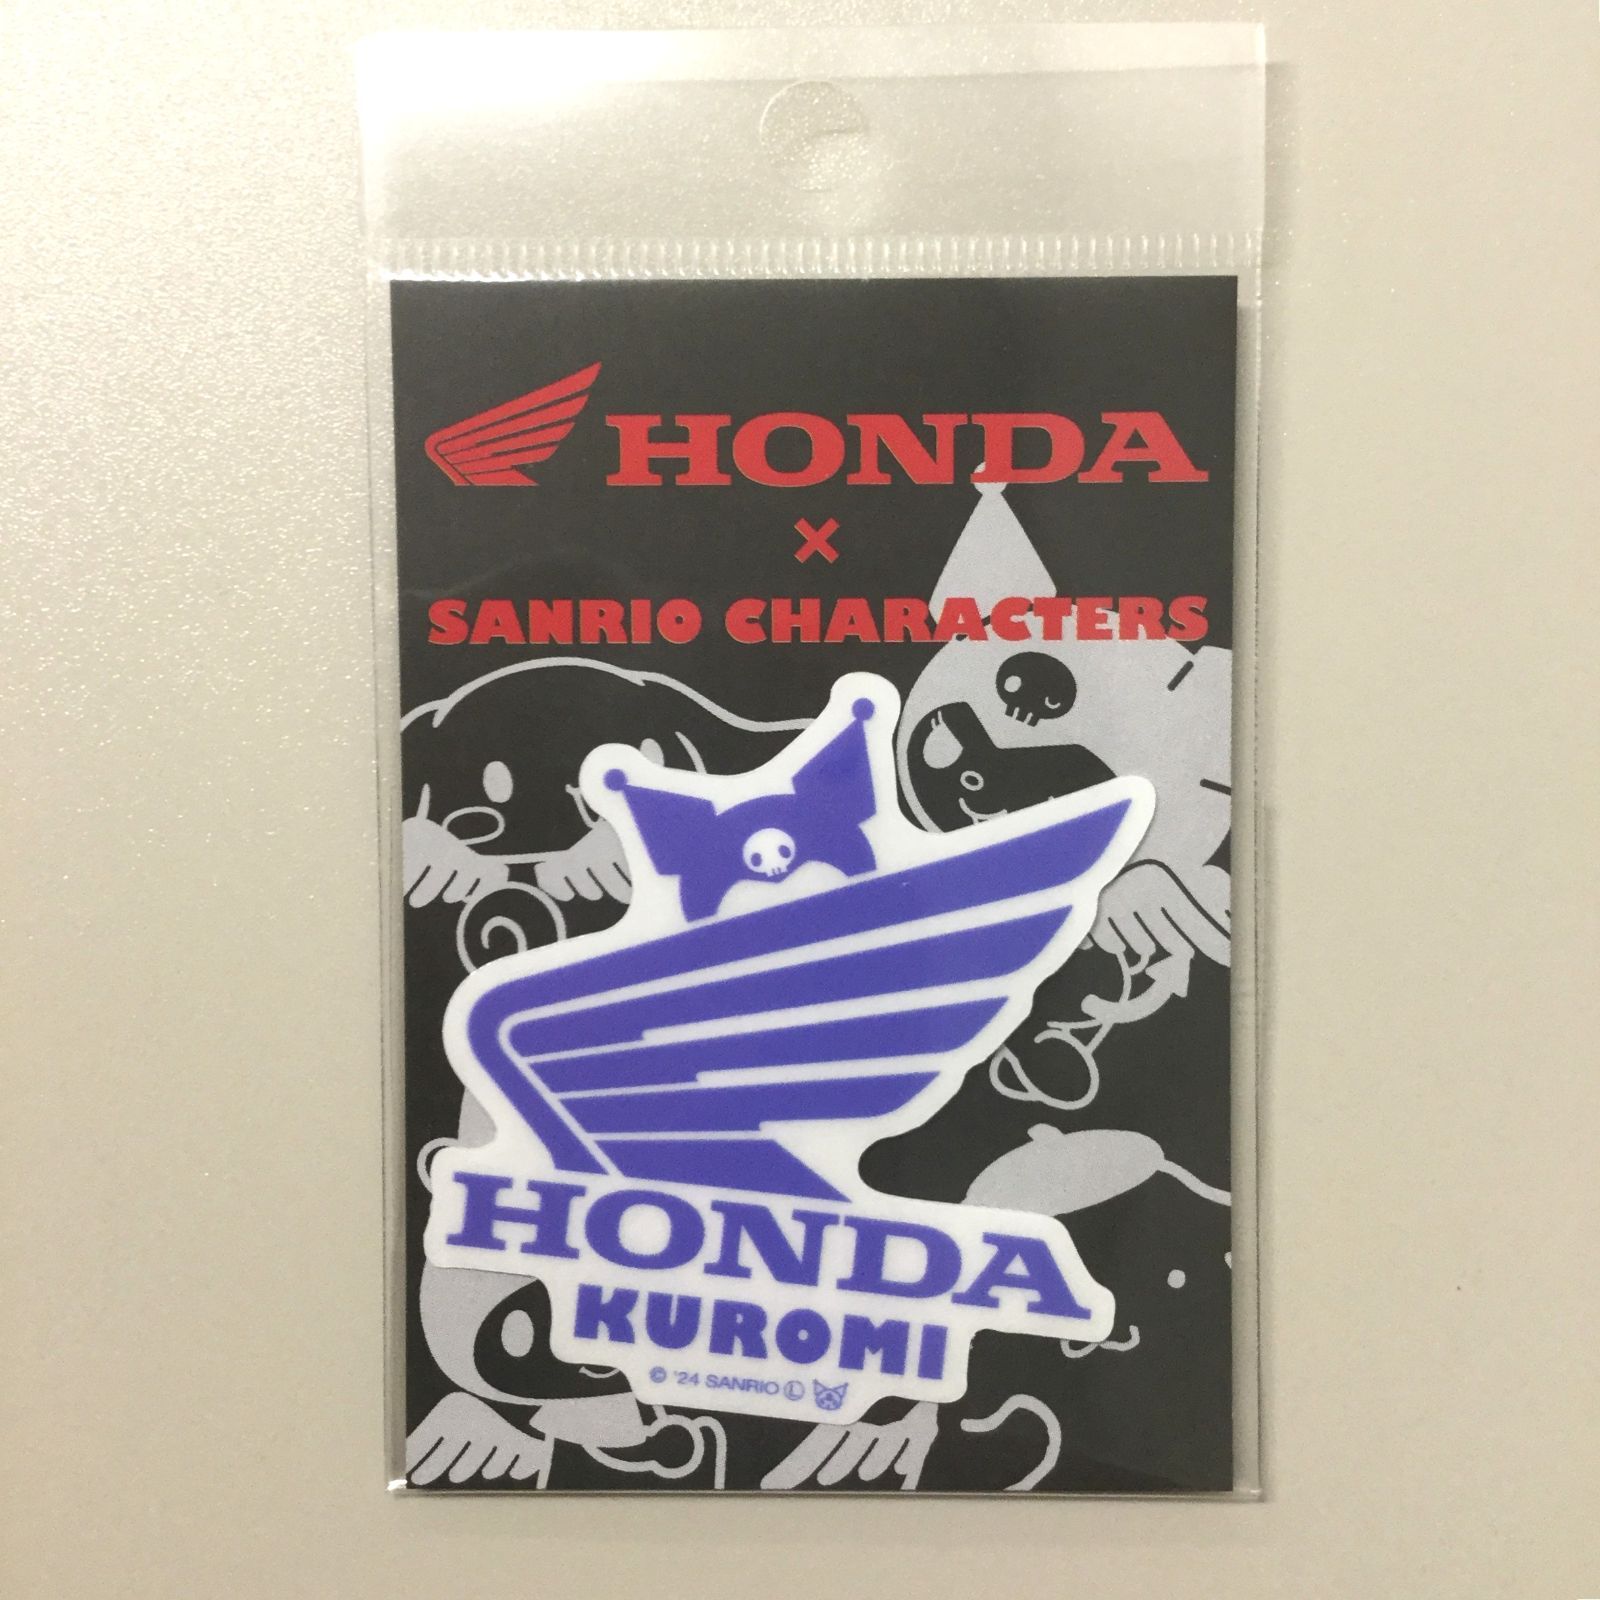 HONDA
×
SANRIO CHARACTERS
HONDA
KUROMI
© '24 SANRIO Ⓛ